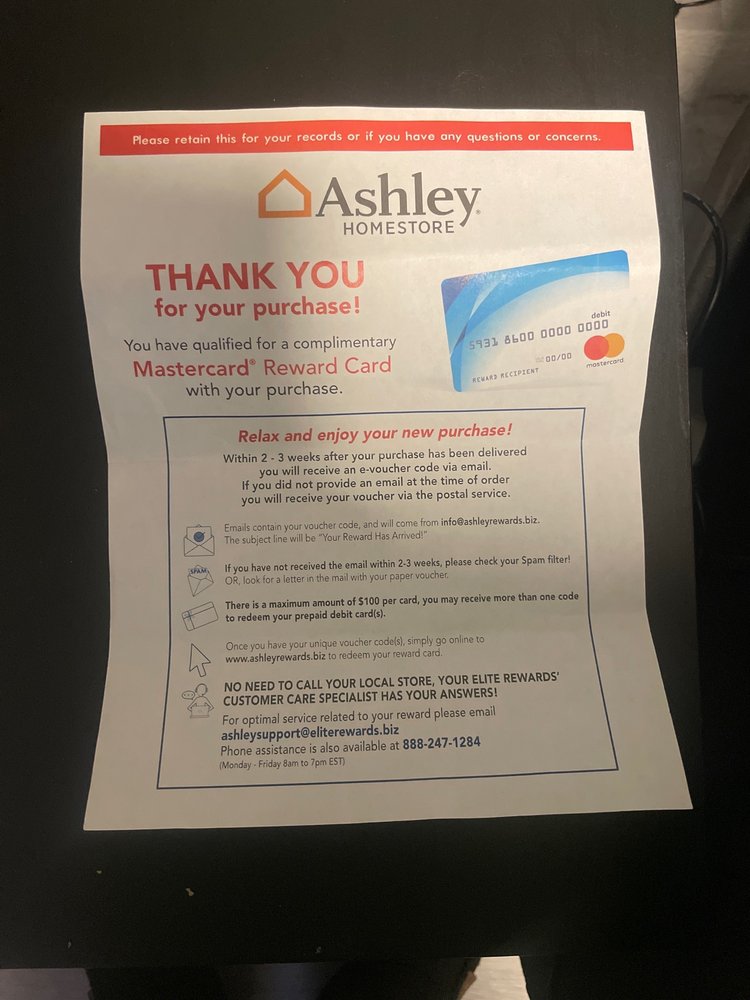 Please retain this for your records or if you have any questions or concerns.
Ashley®
HOMESTORE
THANK YOU
for your purchase!
You have qualified for a complimentary
Mastercard® Reward Card
with your purchase.
debit
5931 8600 0000 0000
00/00
REWARD RECIPIENT
mastercard
Relax and enjoy your new purchase!
Within 2 - 3 weeks after your purchase has been delivered
you will receive an e-voucher code via email.
If you did not provide an email at the time of order
you will receive your voucher via the postal service.
Emails contain your voucher code, and will come from info@ashleyrewards.biz.
The subject line will be "Your Reward Has Arrived!"
SPAM
If you have not received the email within 2-3 weeks, please check your Spam filter!
OR, look for a letter in the mail with your paper voucher.
There is a maximum amount of $100 per card, you may receive more than one code
to redeem your prepaid debit card(s).
Once you have your unique voucher code(s), simply go online to
www.ashleyrewards.biz to redeem your reward card.
NO NEED TO CALL YOUR LOCAL STORE, YOUR ELITE REWARDS'
CUSTOMER CARE SPECIALIST HAS YOUR ANSWERS!
For optimal service related to your reward please email
ashleysupport@eliterewards.biz
Phone assistance is also available at 888-247-1284
(Monday - Friday 8am to 7pm EST)